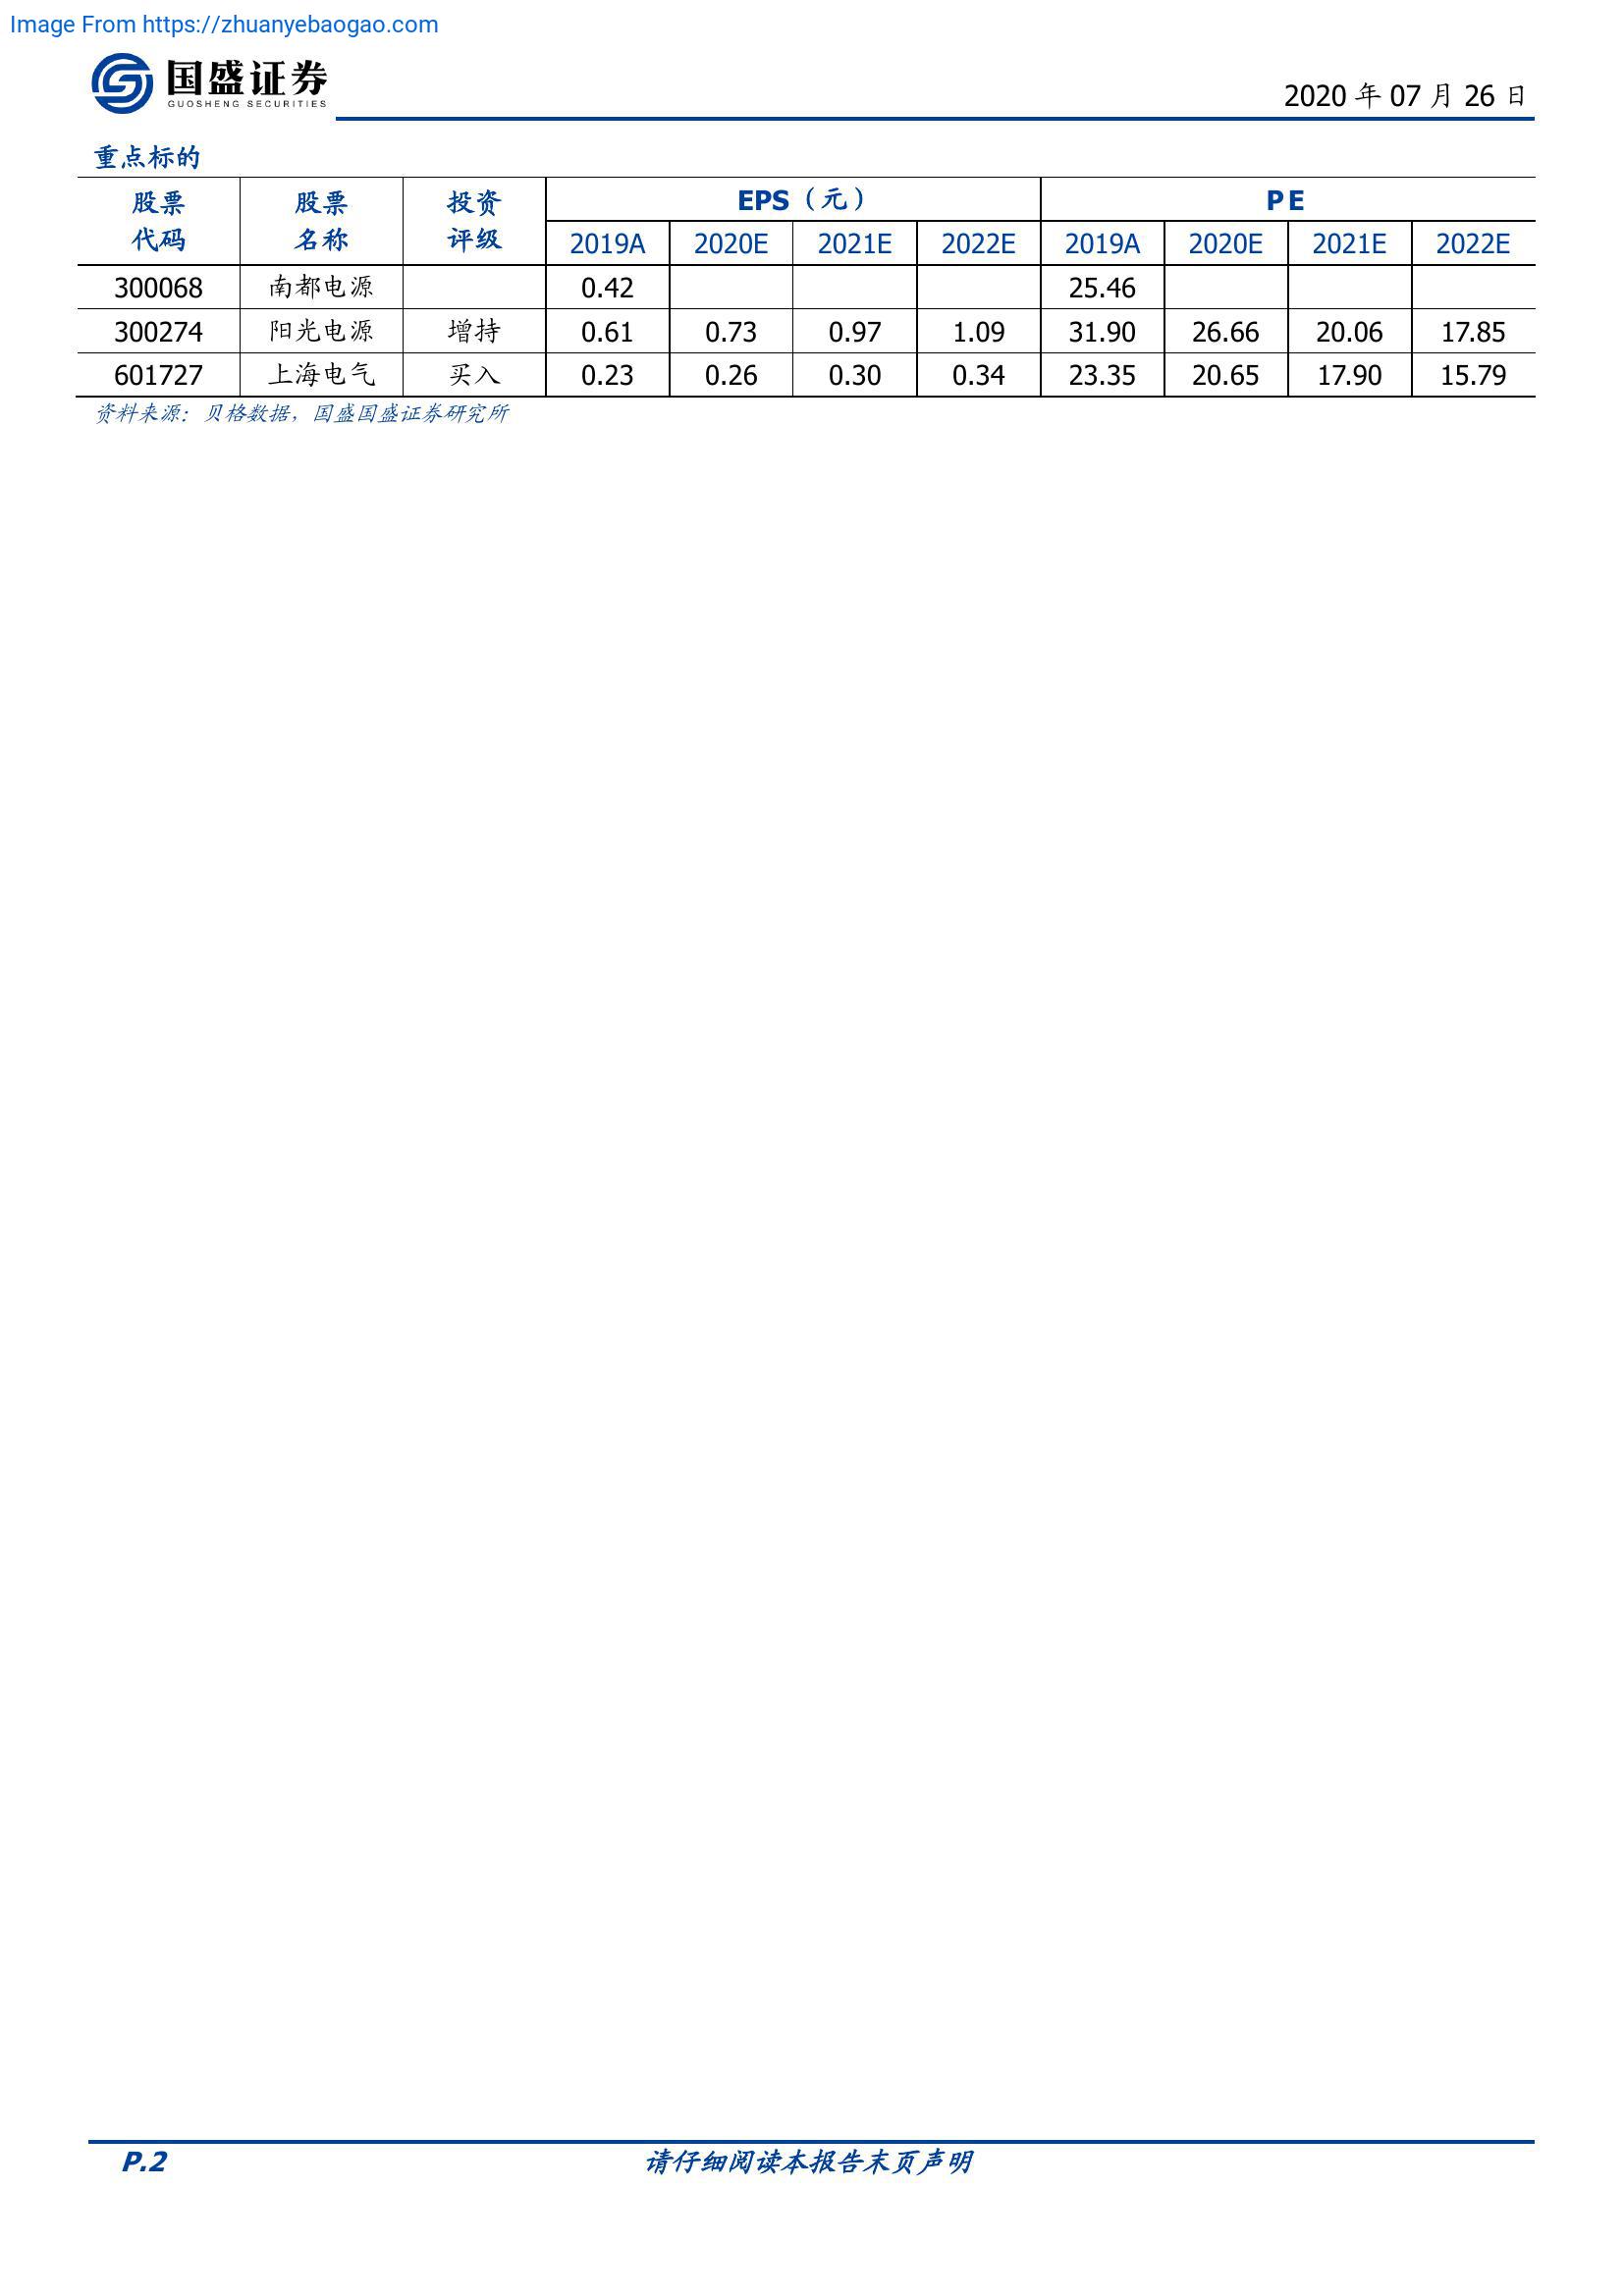 Image From https://zhuanyebaogao.com
国盛证券
GUOSHENG SECURITIES
2020 年 07 月 26 日
重点标的
股票 股票 投资 EPS（元） PE
代码 名称 评级 2019A 2020E 2021E 2022E 2019A 2020E 2021E 2022E
300068 南都电源 0.42 25.46
300274 阳光电源 增持 0.61 0.73 0.97 1.09 31.90 26.66 20.06 17.85
601727 上海电气 买入 0.23 0.26 0.30 0.34 23.35 20.65 17.90 15.79
资料来源：贝格数据，国盛国盛证券研究所
P.2 请仔细阅读本报告末页声明